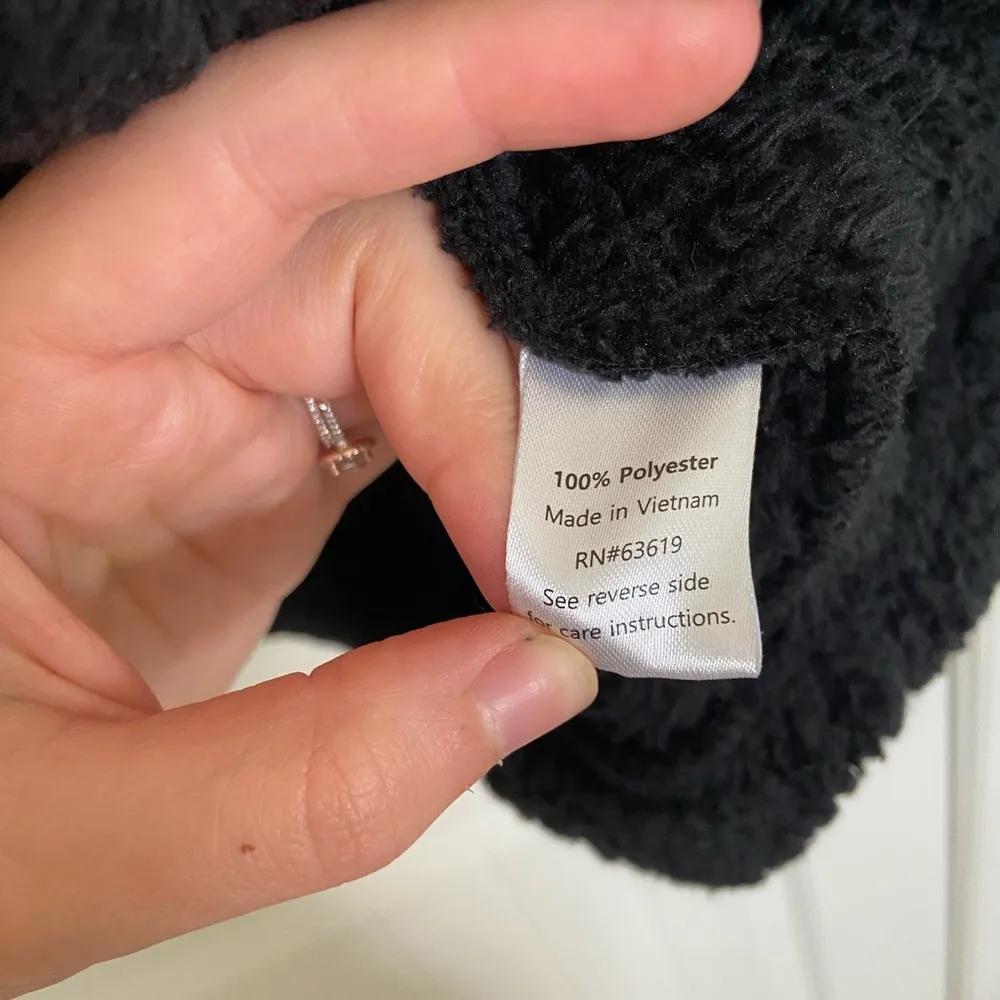 100% Polyester
Made in Vietnam
RN#63619
See reverse side
for care instructions.